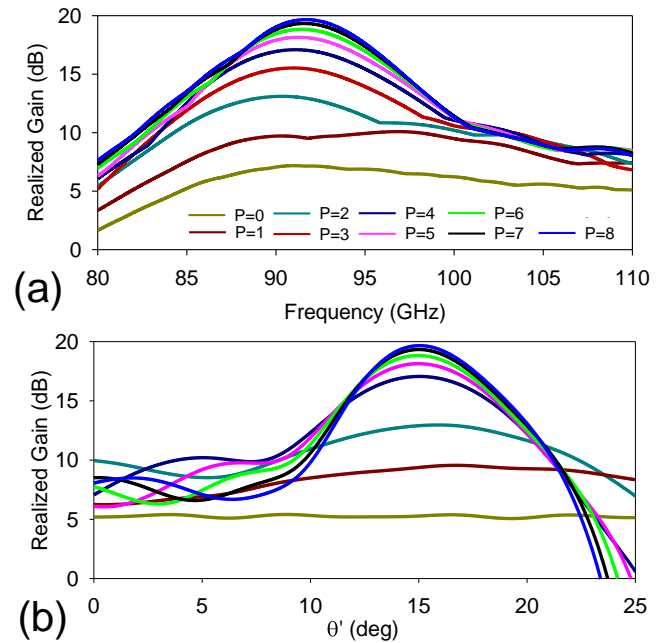 20
15
10
5
0
Realized Gain (dB)
P=0 P=2 P=4 P=6
P=1 P=3 P=5 P=7 P=8
80 85 90 95 100 105 110
Frequency (GHz)
(a)
20
15
10
5
0
Realized Gain (dB)
0 5 10 15 20 25
θ' (deg)
(b)